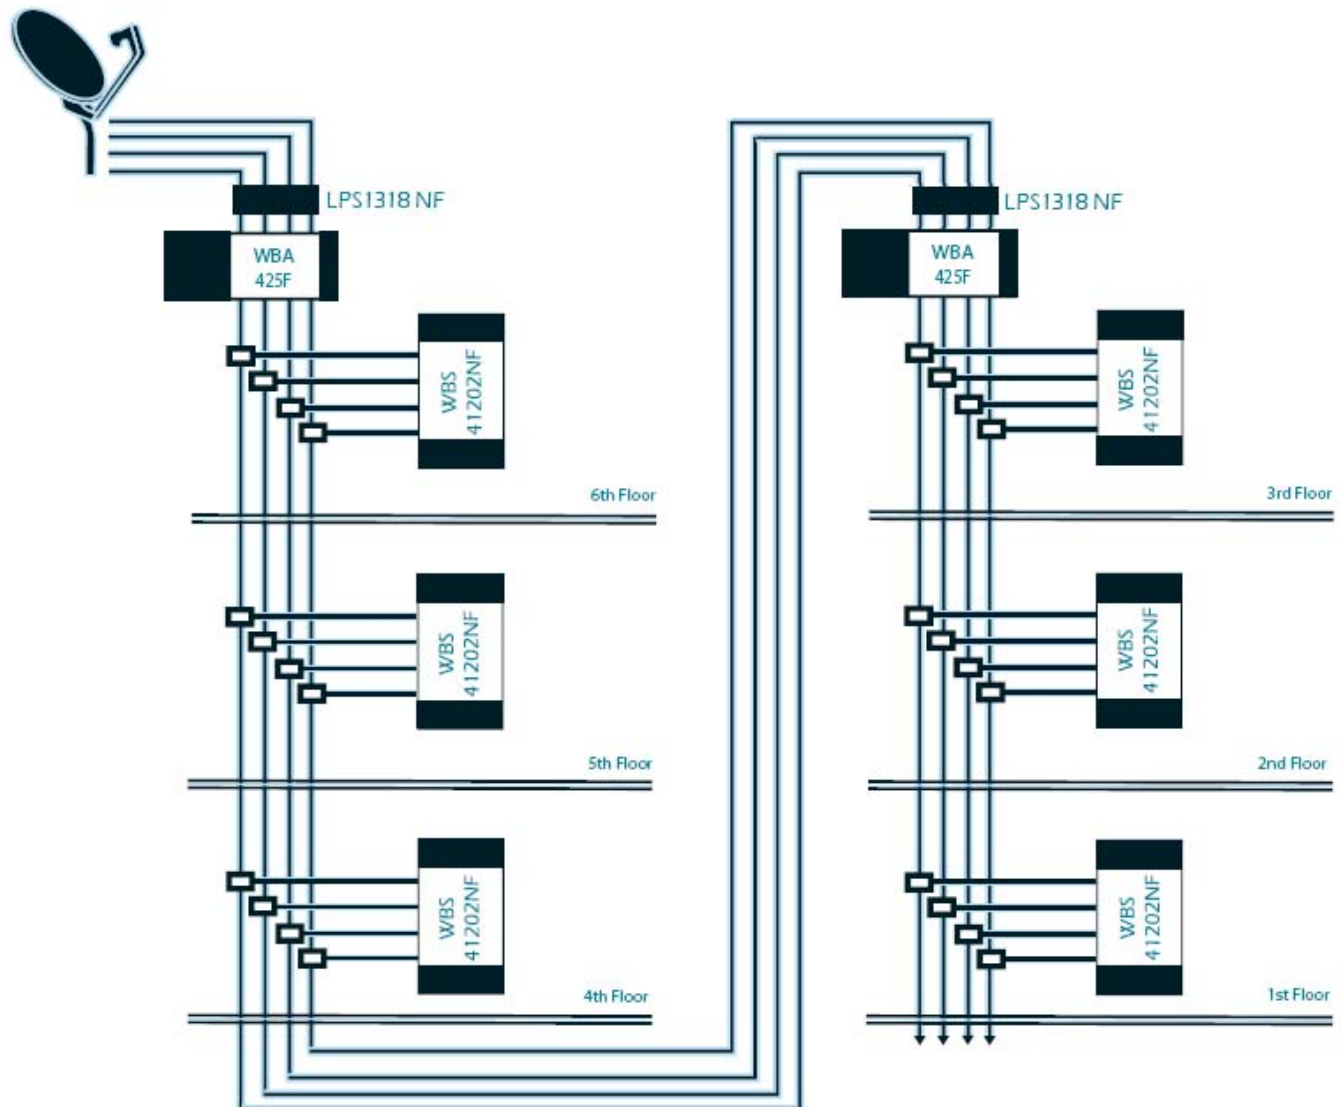 LPS1318 NF
WBA
425F
WBS
41202NF
6th Floor
WBS
41202NF
5th Floor
WBS
41202NF
4th Floor
LPS1318 NF
WBA
425F
WBS
41202NF
3rd Floor
WBS
41202NF
2nd Floor
WBS
41202NF
1st Floor